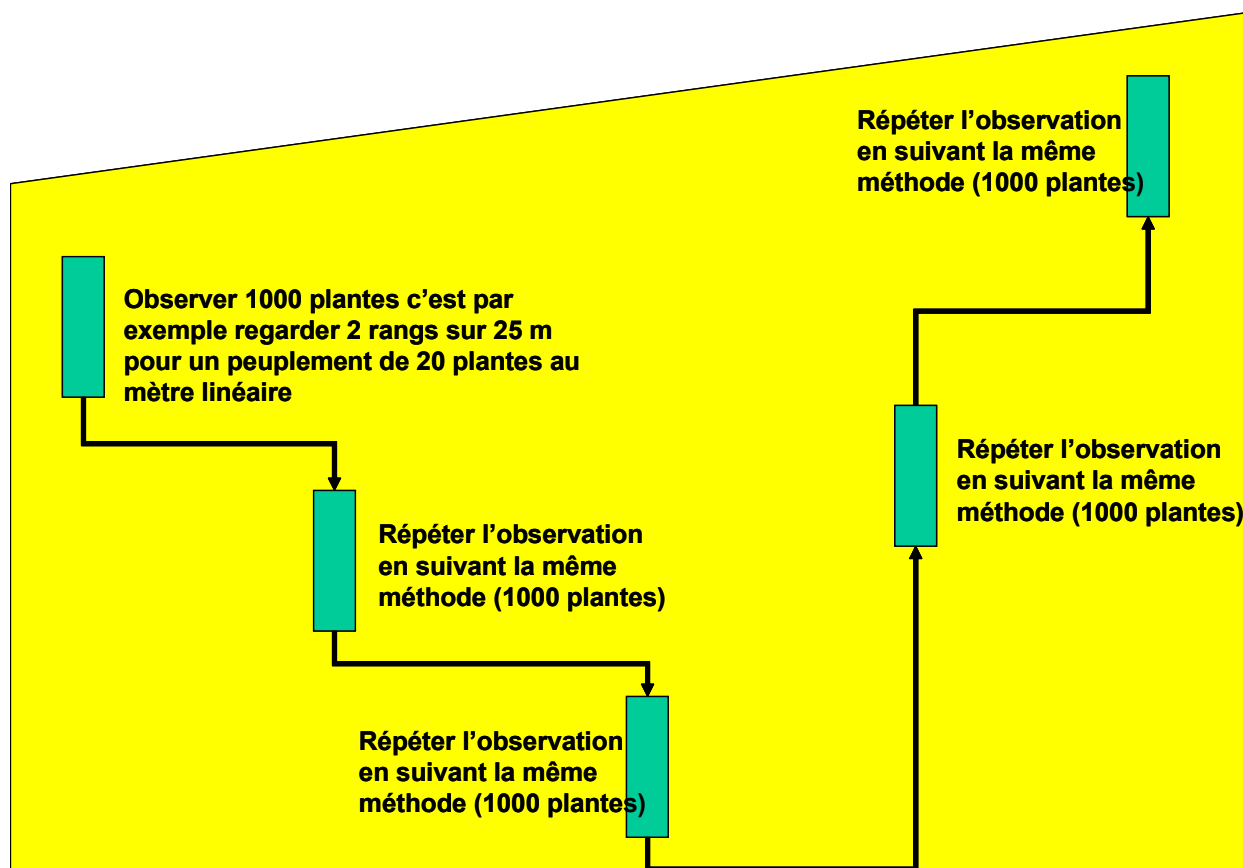 Observer 1000 plantes c’est par
exemple regarder 2 rangs sur 25 m
pour un peuplement de 20 plantes au
mètre linéaire
Répéter l’observation
en suivant la même
méthode (1000 plantes)
Répéter l’observation
en suivant la même
méthode (1000 plantes)
Répéter l’observation
en suivant la même
méthode (1000 plantes)
Répéter l’observation
en suivant la même
méthode (1000 plantes)